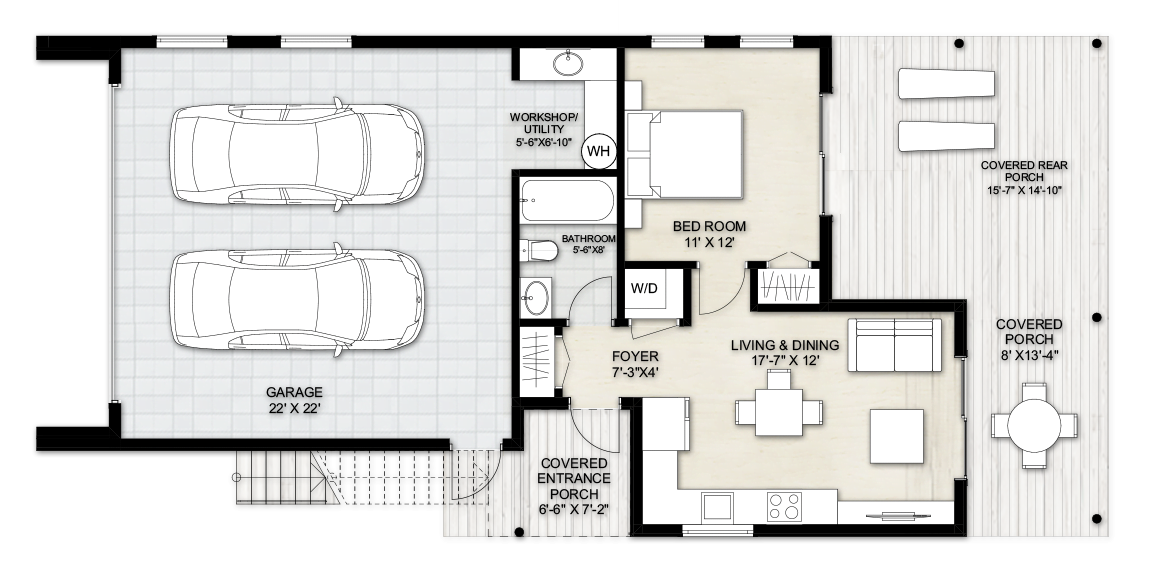 WORKSHOP/
UTILITY
5'-6"X6'-10"
WH
COVERED REAR
PORCH
15'-7" X 14'-10"
BED ROOM
11' X 12'
BATHROOM
5'-6"X8'
W/D
LIVING & DINING
17'-7" X 12'
FOYER
7'-3"X4'
COVERED
PORCH
8' X13'-4"
GARAGE
22' X 22'
COVERED
ENTRANCE
PORCH
6'-6" X 7'-2"